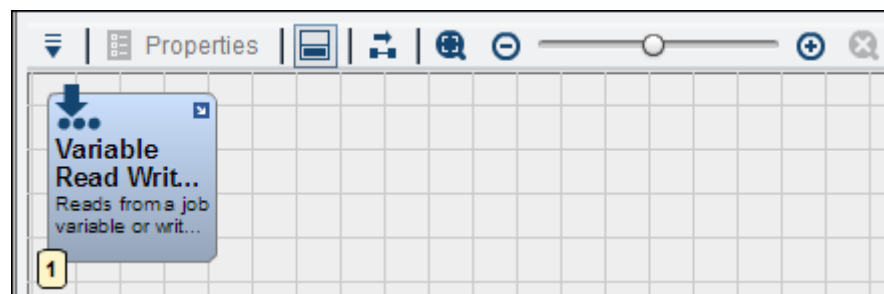 Properties
Variable
Read Writ...
Reads from a job
variable or writ...
1